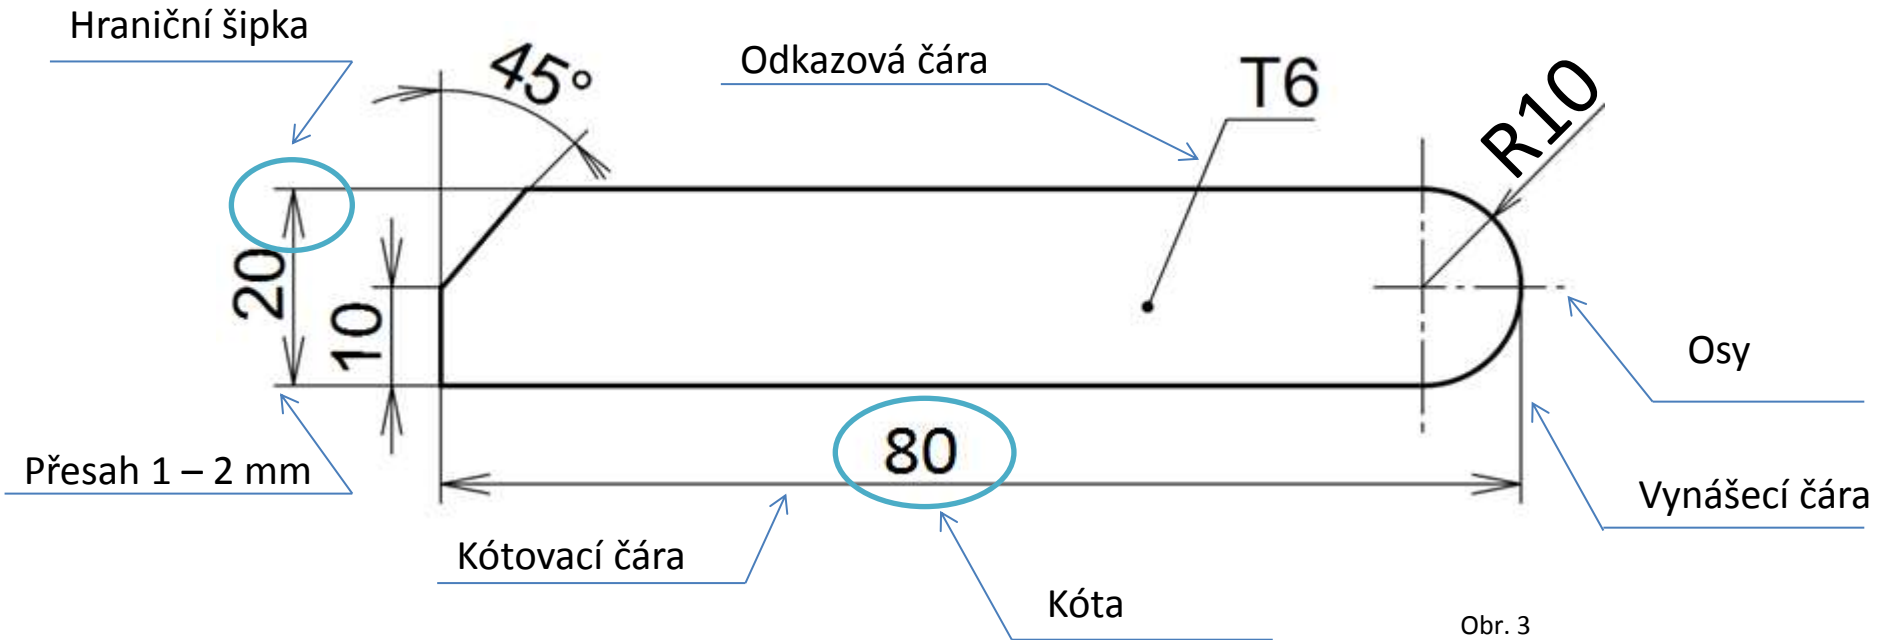 Hraniční šipka
45°
Odkazová čára
T6
R10
20
10
Osy
80
Přesah 1 – 2 mm
Vynášecí čára
Kótovací čára
Kóta
Obr. 3